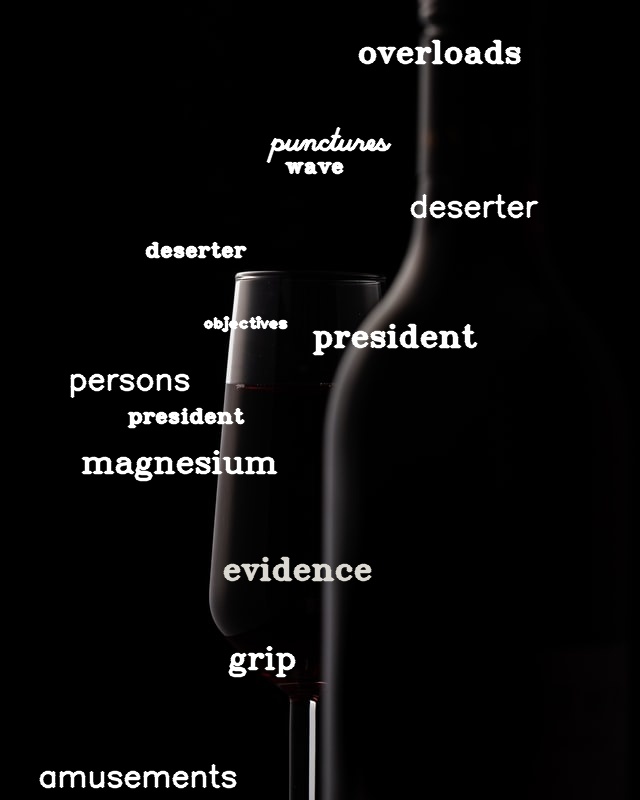 overloads
punctures
wave
deserter
deserter
objectives
president
persons
president
magnesium
evidence
grip
amusements